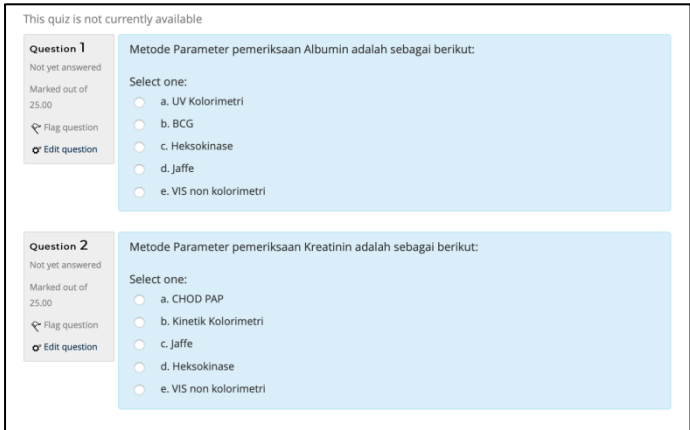 This quiz is not currently available
Question 1
Not yet answered
Marked out of
25.00
Flag question
Edit question
Metode Parameter pemeriksaan Albumin adalah sebagai berikut:
Select one:
a. UV Kolorimetri
b. BCG
c. Heksokinase
d. Jaffe
e. VIS non kolorimetri
Question 2
Not yet answered
Marked out of
25.00
Flag question
Edit question
Metode Parameter pemeriksaan Kreatinin adalah sebagai berikut:
Select one:
a. CHOD PAP
b. Kinetik Kolorimetri
c. Jaffe
d. Heksokinase
e. VIS non kolorimetri